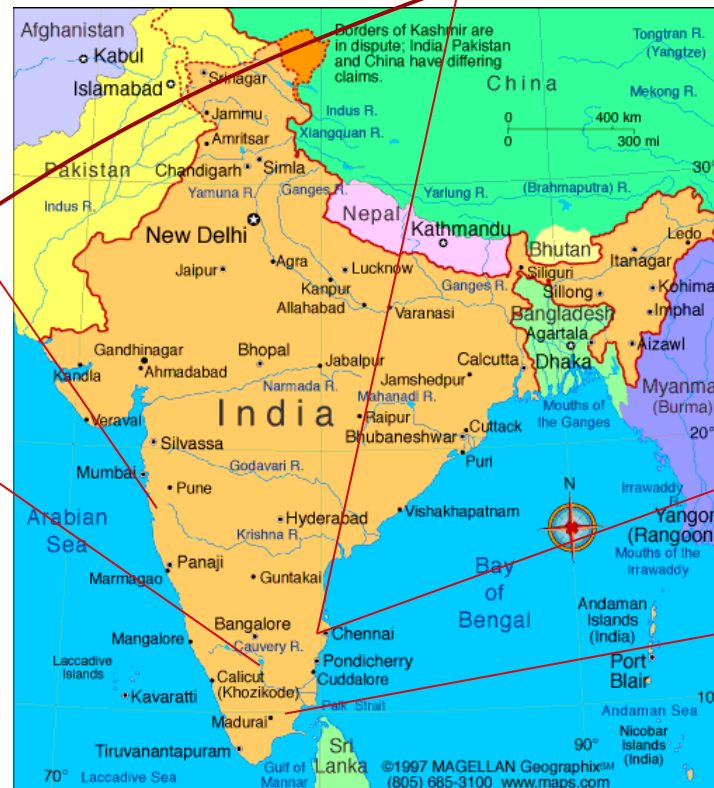 Afghanistan
Kabul
Islamabad
Srinagar
Borders of Kashmir are
in dispute; India, Pakistan
and China have differing
claims.
Tongtran R.
(Yangtze)
China
Mekong R.
Jammu
Indus R.
Xiangquan R.
0 400 km
0 300 mi
Amritsar
Pakistan
Chandigarh
Simla
30°
Yamuna R.
Ganges R.
Yarlung R.
(Brahmaputra) R.
Indus R.
Nepal
New Delhi
Kathmandu
Bhutan
Ledo
Itanagar
Jaipur
Agra
Lucknow
Siliguri
Kanpur
Ganges R.
Sillong
Kohima
Allahabad
Varanasi
Bangladesh
Imphal
Agartala
Gandhinagar
Bhopal
Jabalpur
Calcutta
Dhaka
Aizawl
Kandla
Ahmadabad
Jamshedpur
Narmada R.
Mahanadi R.
Myanma
(Burma)
Veraval
India
Raipur
Cuttack
Mouths of
the Ganges
Bhubaneshwar
20°
Silvassa
Puri
Mumbai
Godavari R.
Pune
N
Irrawaddy
R.
Arabian
Sea
Hyderabad
Vishakhapatnam
Yangon
(Rangoon)
Krishna R.
Mouths of the
Irrawaddy
Panaji
Marmagao
Guntakai
Bay
of
Bengal
Andaman
Islands
(India)
Bangalore
Chennai
Mangalore
Cauvery R.
Laccadive
Islands
Pondicherry
Port
Blair
Calicut
(Khozikode)
Cuddalore
Kavaratti
10
Palk Strait
Andaman Sea
Madurai
Nicobar
Islands
(India)
Tiruvanantapuram
Sri
Lanka
90°
70°
Laccadive Sea
Gulf of
Mannar
©1997 MAGELLAN Geographix℠
(805) 685-3100 www.maps.com